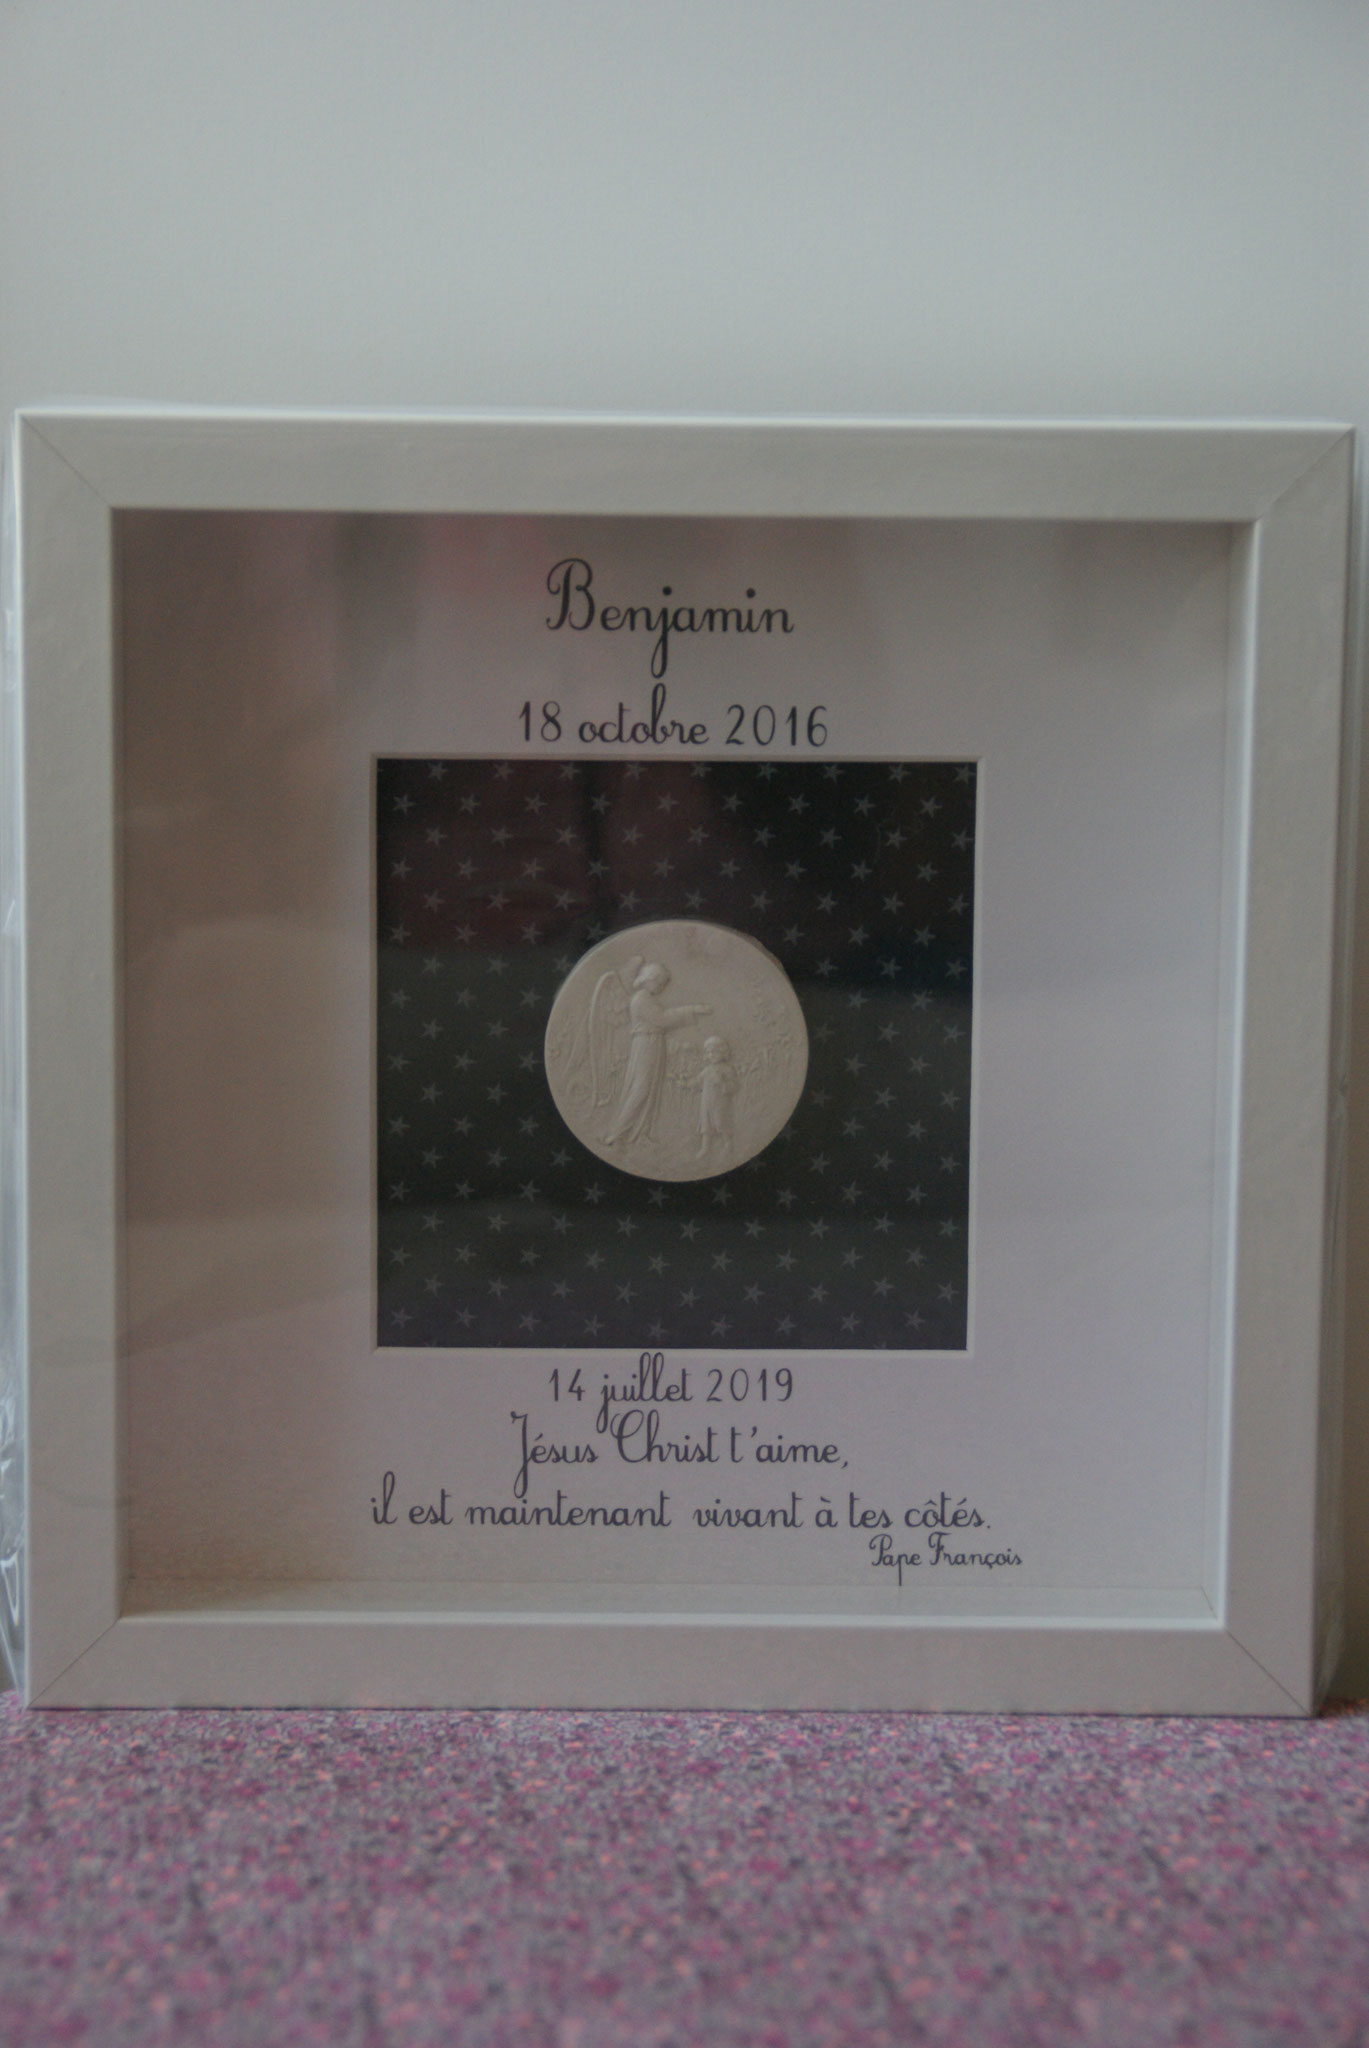 Benjamin
18 octobre 2016
14 juillet 2019
Jésus Christ t'aime,
il est maintenant vivant à tes côtés.
Pape François